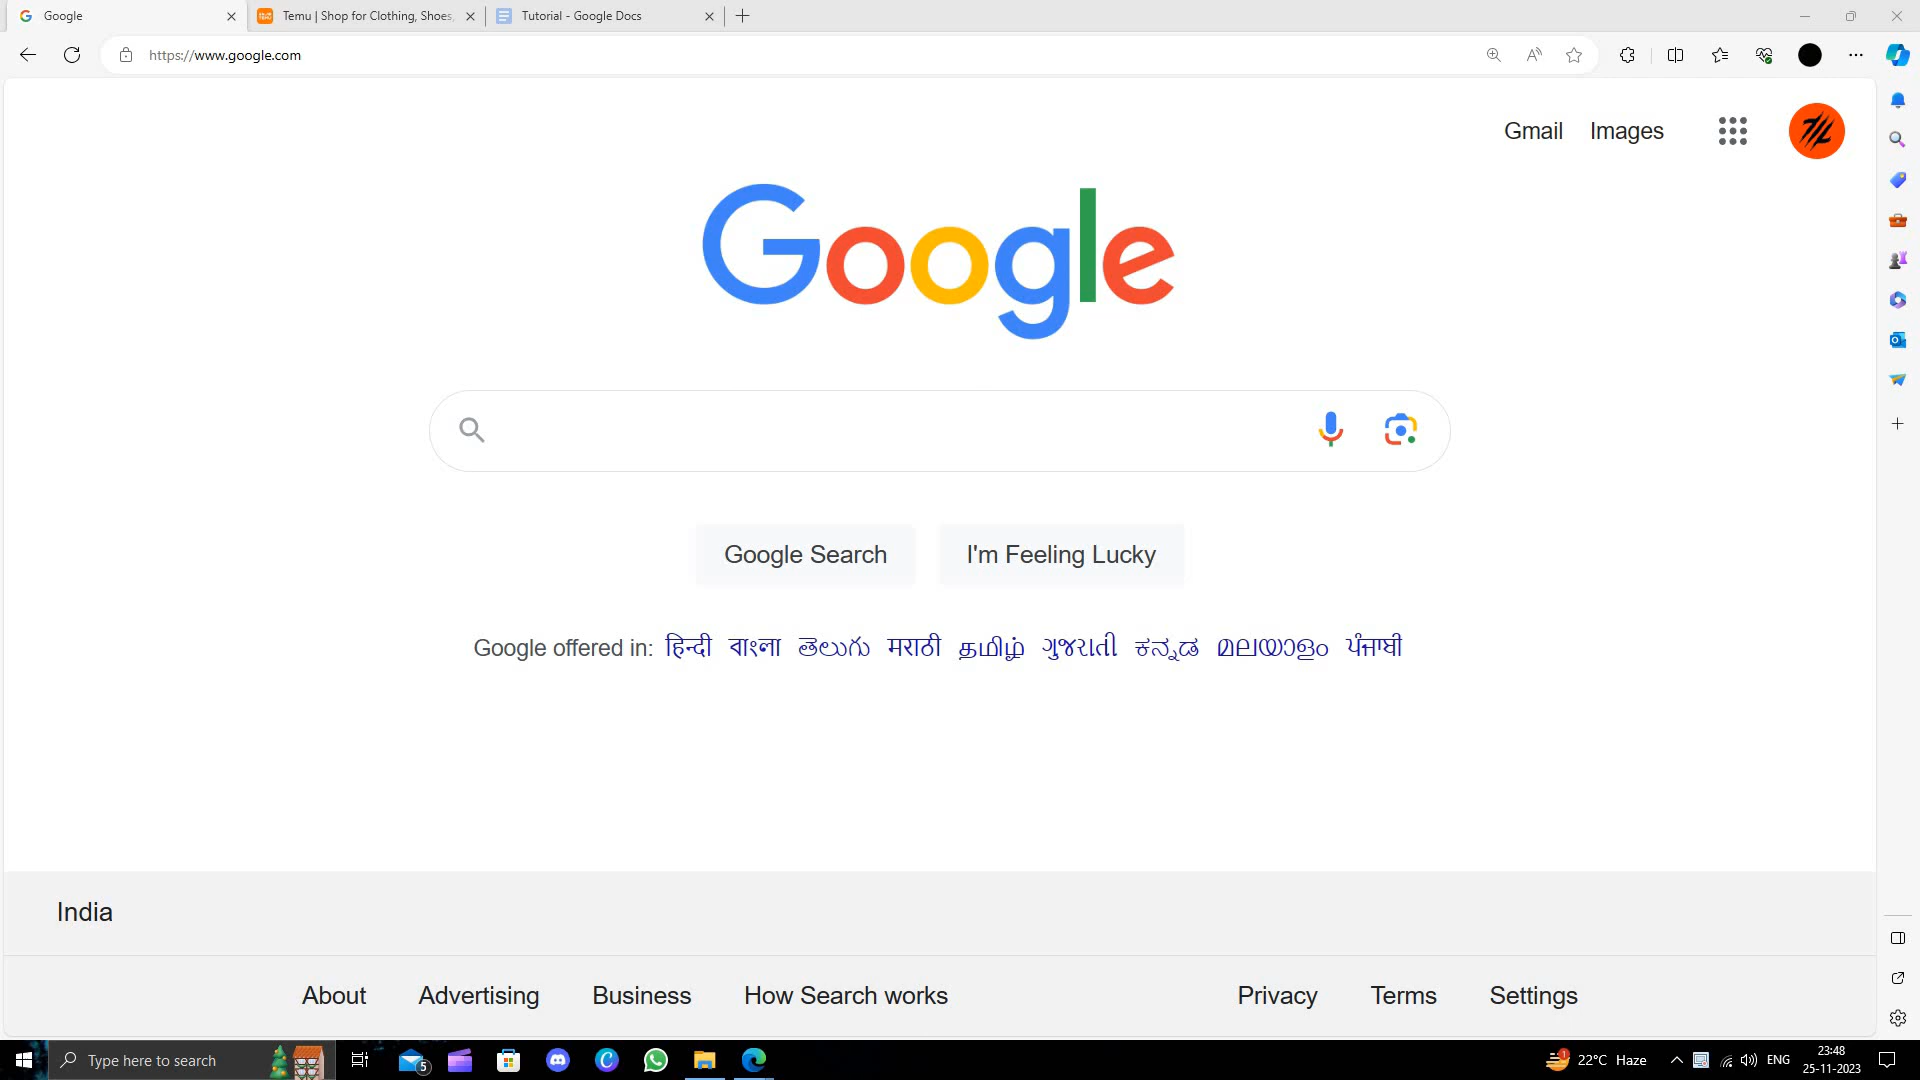 Google
Temu | Shop for Clothing, Shoes,
Tutorial - Google Docs
https://www.google.com
Gmail Images
Google
Google Search I'm Feeling Lucky
Google offered in: हिन्दी বাংলা తెలుగు मराठी தமிழ் ગુજરાતી ಕನ್ನಡ മലയാളം ਪੰਜਾਬੀ
India
About Advertising Business How Search works Privacy Terms Settings
Type here to search 5 1 22°C Haze ENG 23:48
25-11-2023